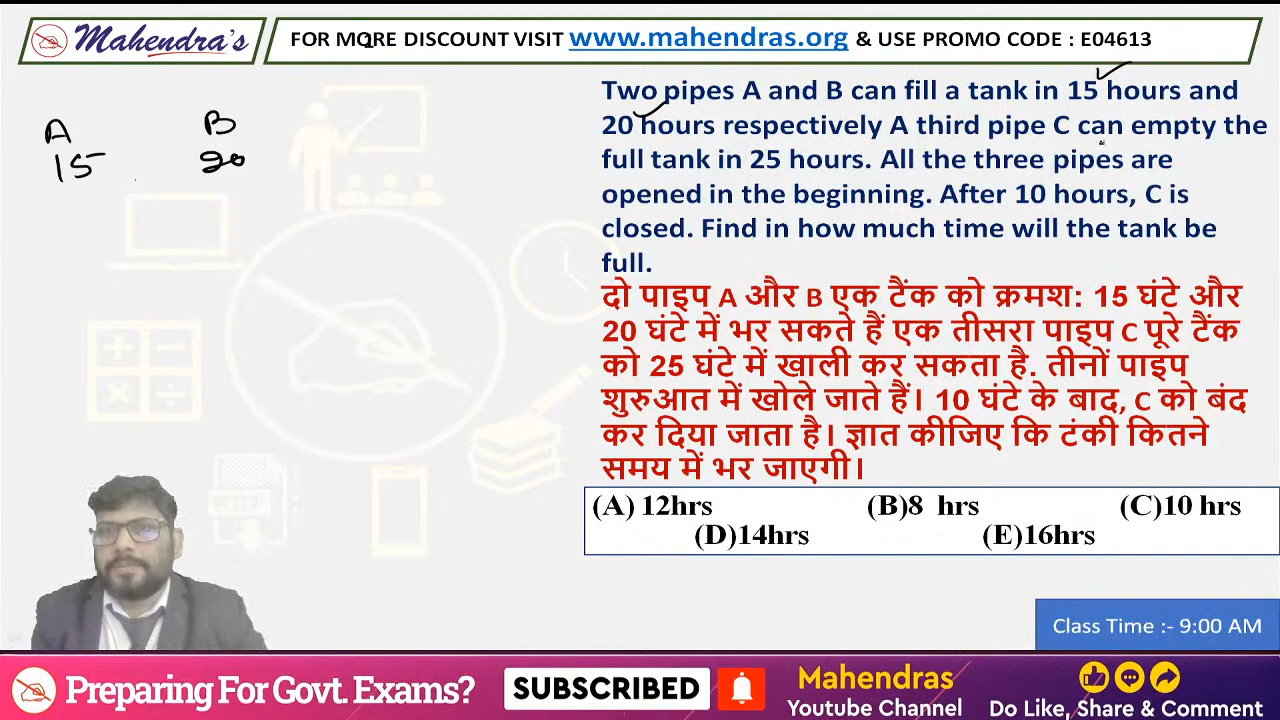 Mahendra's
FOR MORE DISCOUNT VISIT www.mahendras.org & USE PROMO CODE : E04613
A B
15 20
Two pipes A and B can fill a tank in 15 hours and
20 hours respectively A third pipe C can empty the
full tank in 25 hours. All the three pipes are
opened in the beginning. After 10 hours, C is
closed. Find in how much time will the tank be
full.
दो पाइप A और B एक टैंक को क्रमश: 15 घंटे और
20 घंटे में भर सकते हैं एक तीसरा पाइप C पूरे टैंक
को 25 घंटे में खाली कर सकता है. तीनों पाइप
शुरुआत में खोले जाते हैं। 10 घंटे के बाद, C को बंद
कर दिया जाता है। ज्ञात कीजिए कि टंकी कितने
समय में भर जाएगी।
(A) 12hrs (B)8 hrs (C)10 hrs
(D)14hrs (E)16hrs
Class Time :- 9:00 AM
Preparing For Govt. Exams?
SUBSCRIBED
Mahendras
Youtube Channel
Do Like, Share & Comment